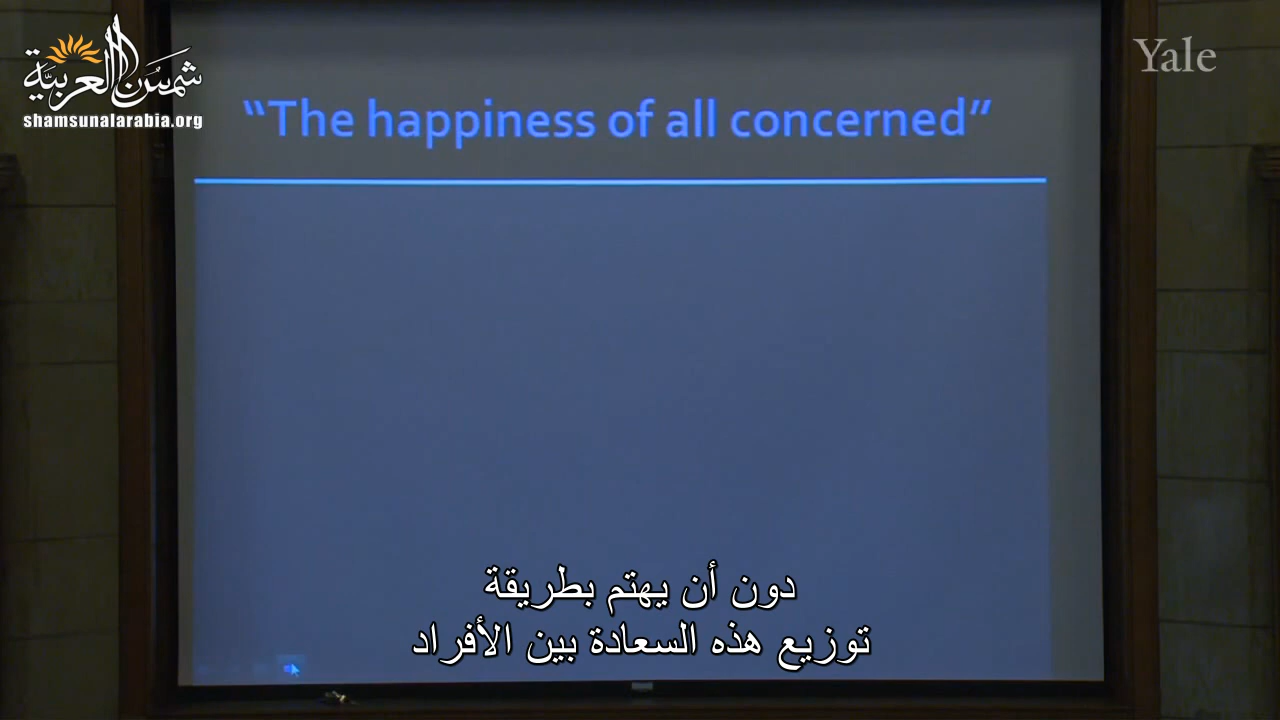 شمس العربية
shamsunalarabia.org
Yale
“The happiness of all concerned”
دون أن يهتم بطريقة
توزيع هذه السعادة بين الأفراد